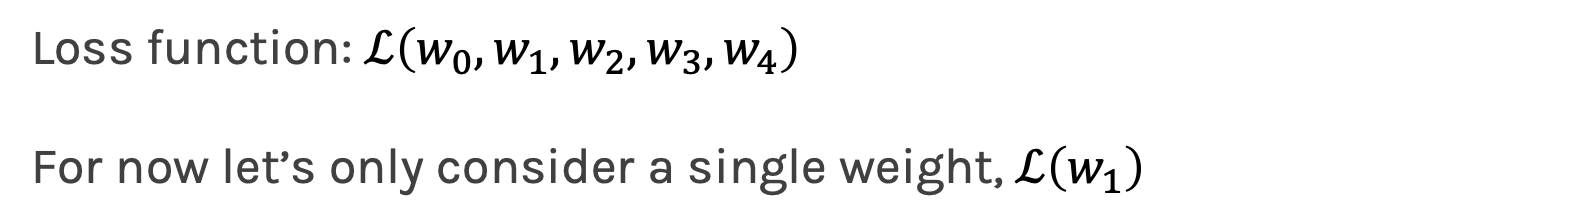 Loss function: ℒ(w₀, w₁, w₂, w₃, w₄)
For now let’s only consider a single weight, ℒ(w₁)